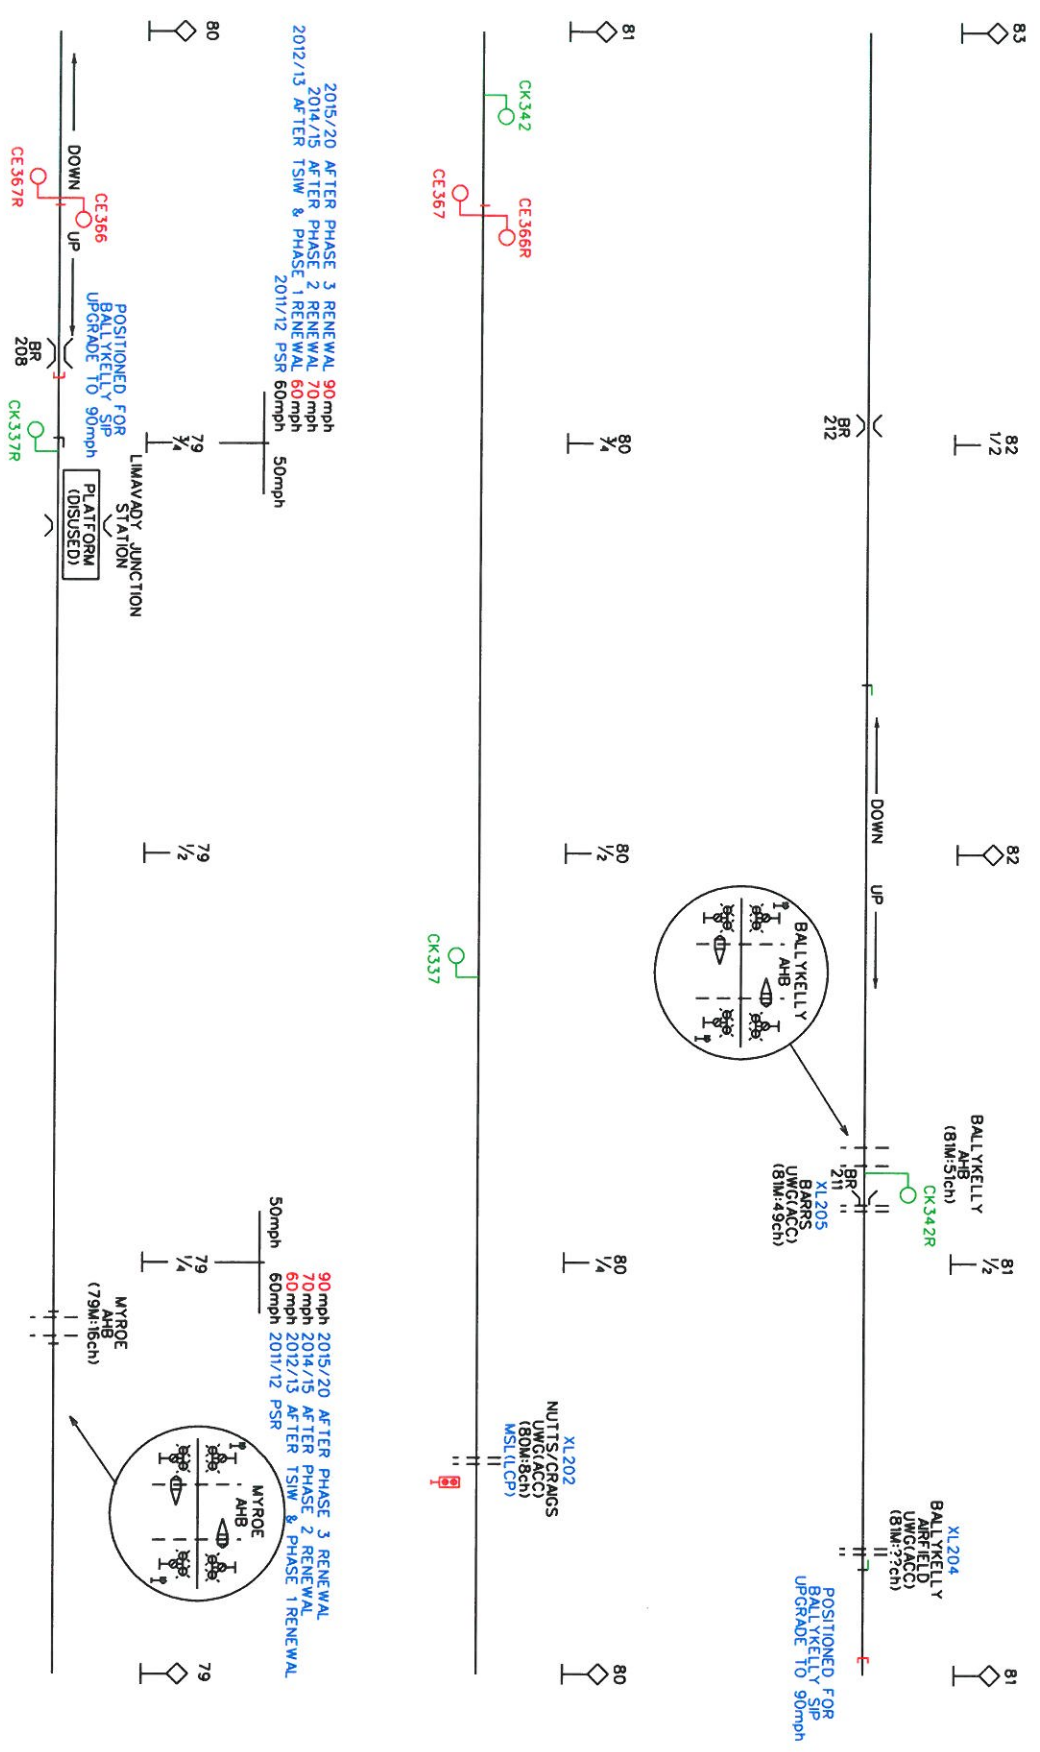 83
82
1/2
82
81
1/2
81
BR
212
DOWN
UP
BALLYKELLY
AHB
BALLYKELLY
AHB
(81M:51ch)
CK342R
BR
211
XL205
BARRS
UWG(ACC)
(81M:49ch)
XL204
BALLYKELLY
AIRFIELD
UWG(ACC)
(81M:??ch)
POSITIONED FOR
BALLYKELLY SIP
UPGRADE TO 90mph
81
80
3/4
80
1/2
80
1/4
80
CK342
CE366R
CE367
CK337
XL202
NUTTS/CRAIGS
UWG(ACC)
(80M:8ch)
MSL(LCP)
2015/20 AFTER PHASE 3 RENEWAL 90mph
2014/15 AFTER PHASE 2 RENEWAL 70mph
2012/13 AFTER TSIW & PHASE 1 RENEWAL 60mph
2011/12 PSR 60mph
50mph
50mph
90mph 2015/20 AFTER PHASE 3 RENEWAL
70mph 2014/15 AFTER PHASE 2 RENEWAL
60mph 2012/13 AFTER TSIW & PHASE 1 RENEWAL
60mph 2011/12 PSR
80
79
3/4
79
1/2
79
1/4
79
DOWN
UP
CE366
CE367R
POSITIONED FOR
BALLYKELLY SIP
UPGRADE TO 90mph
BR
208
CK337R
LIMAVADY JUNCTION
STATION
PLATFORM
(DISUSED)
MYROE
AHB
(79M:16ch)
MYROE
AHB